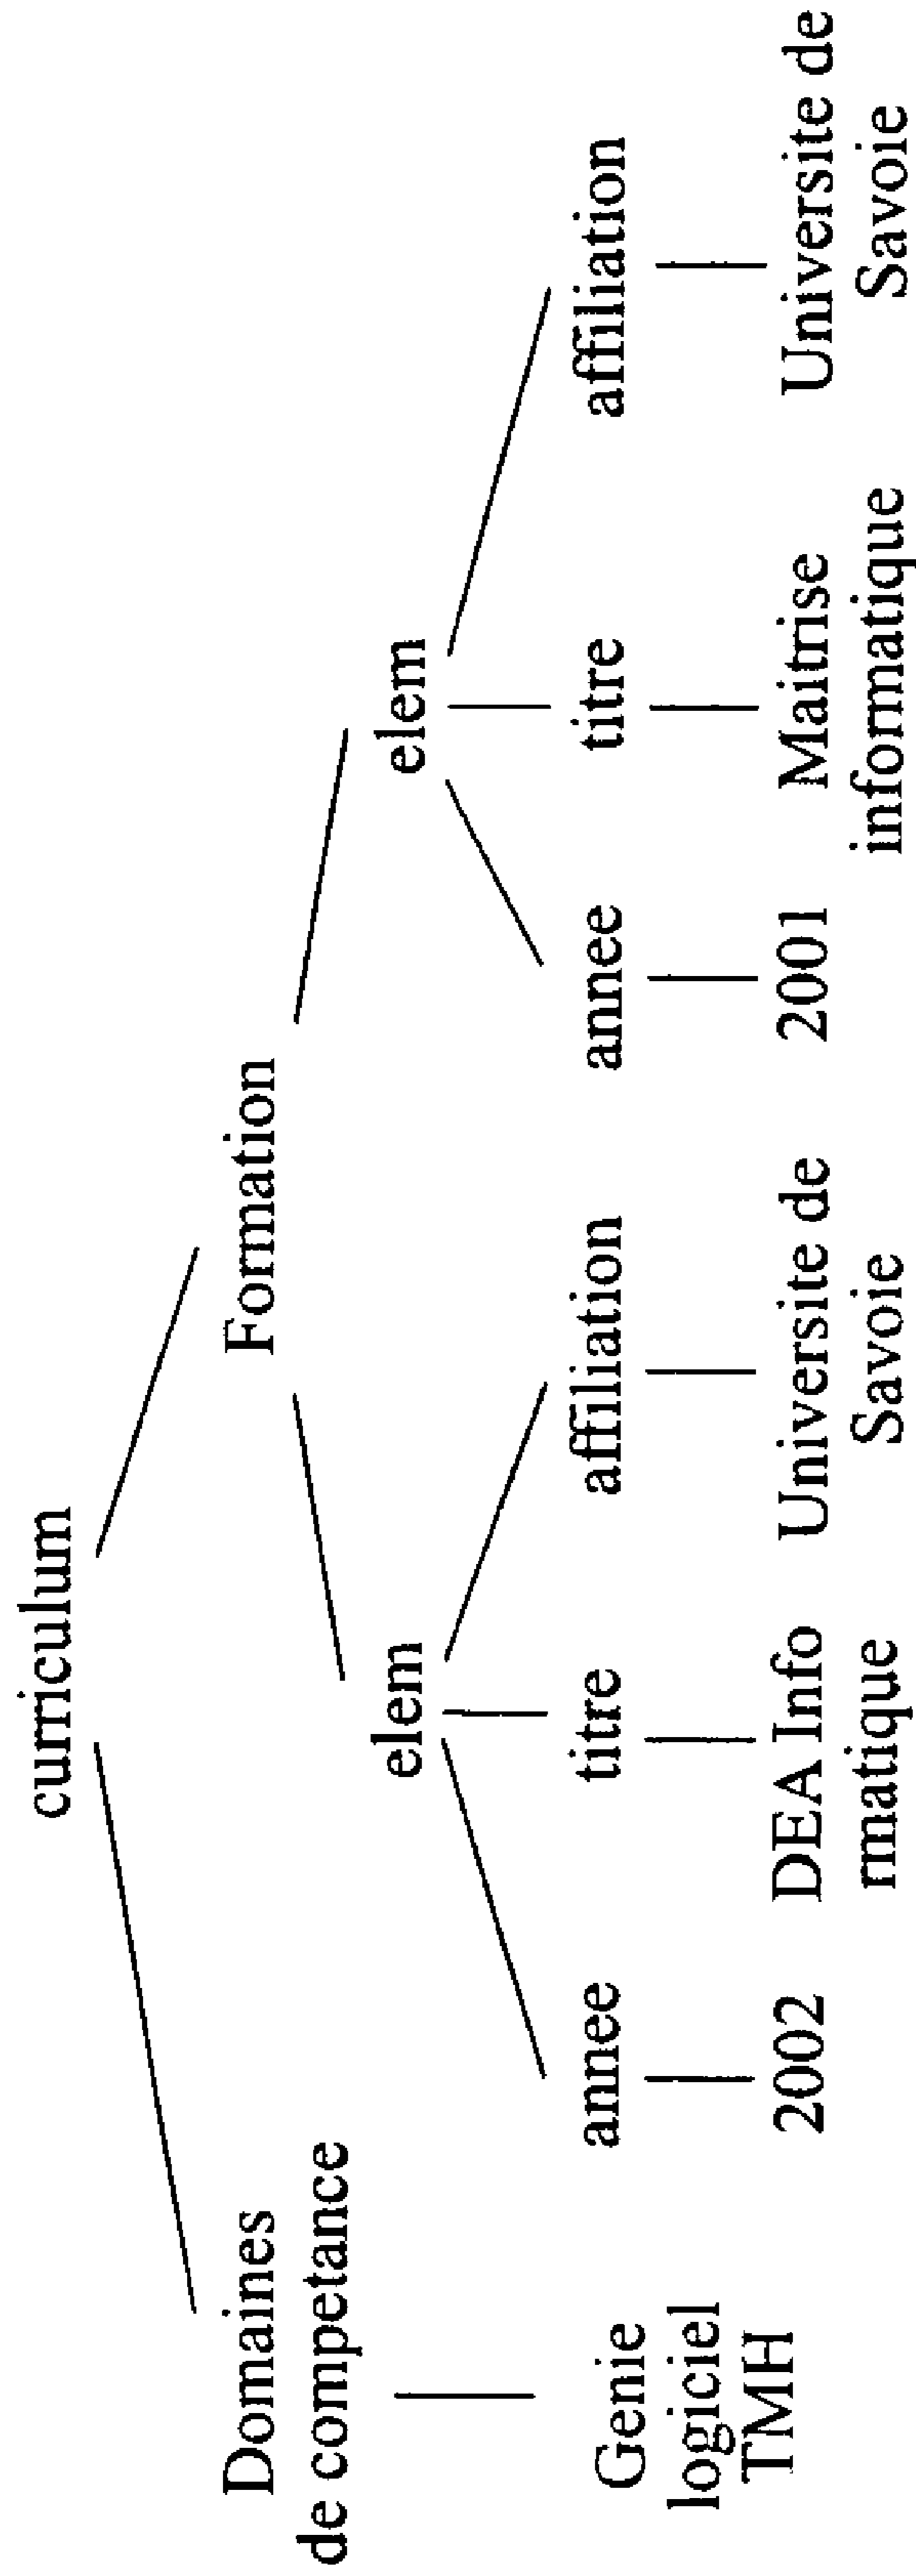 curriculum
Domaines
de competance
Formation
elem
elem
Genie
logiciel
TMH
annee
titre
affiliation
annee
titre
affiliation
2002
DEA Info
rmatique
Universite de
Savoie
2001
Maitrise
informatique
Universite de
Savoie